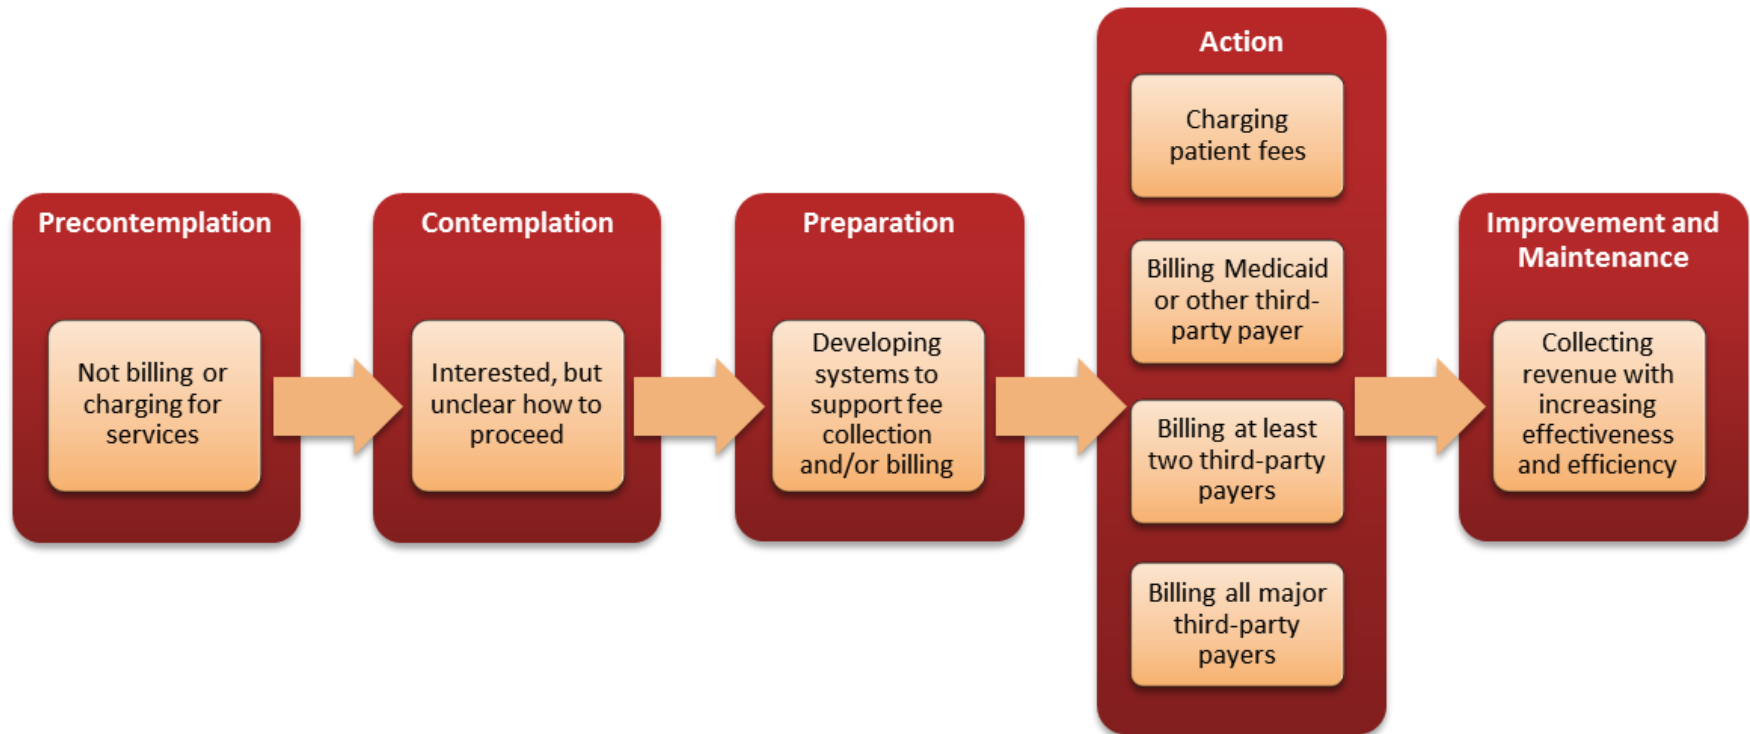 Precontemplation
Not billing or
charging for
services
Contemplation
Interested, but
unclear how to
proceed
Preparation
Developing
systems to
support fee
collection
and/or billing
Action
Charging
patient fees
Billing Medicaid
or other third-
party payer
Billing at least
two third-party
payers
Billing all major
third-party
payers
Improvement and
Maintenance
Collecting
revenue with
increasing
effectiveness
and efficiency